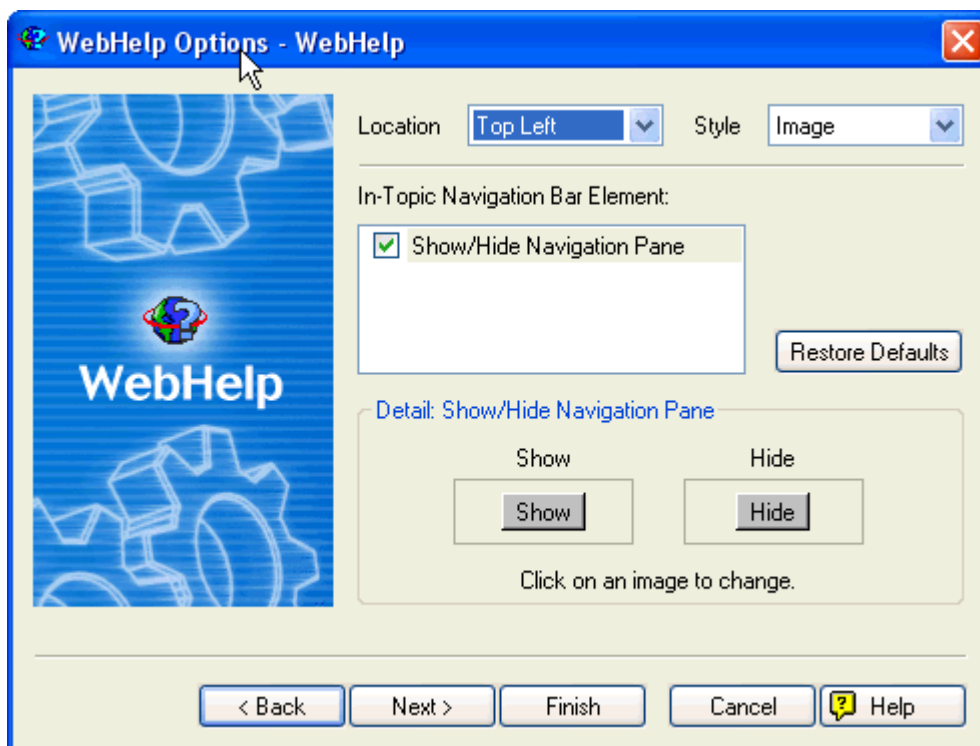 WebHelp Options - WebHelp
Location Top Left Style Image
In-Topic Navigation Bar Element:
Show/Hide Navigation Pane
Restore Defaults
WebHelp
Detail: Show/Hide Navigation Pane
Show Hide
Show Hide
Click on an image to change.
< Back Next > Finish Cancel ? Help